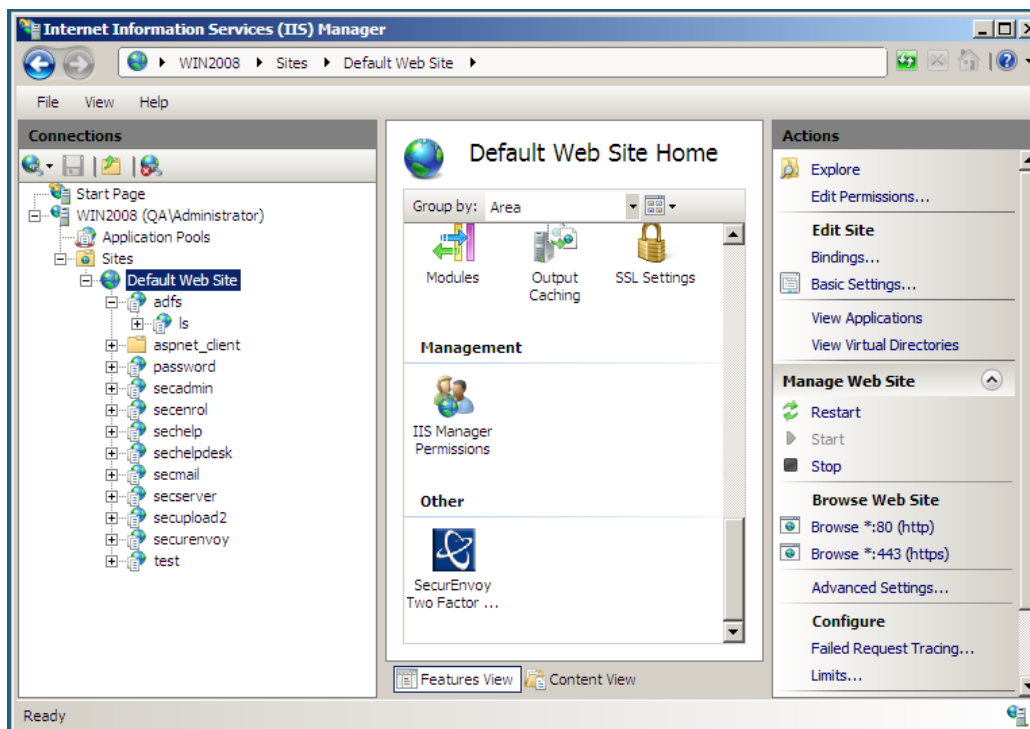 Internet Information Services (IIS) Manager
WIN2008 Sites Default Web Site
File View Help
Connections
Start Page
WIN2008 (QA\Administrator)
Application Pools
Sites
Default Web Site
adfs
ls
aspnet_client
password
secadmin
secenrol
sechelp
sechelpdesk
secmail
secserver
secupload2
securenvoy
test
Default Web Site Home
Group by: Area
Modules
Output
Caching
SSL Settings
Management
IIS Manager
Permissions
Other
SecurEnvoy
Two Factor ...
Features View
Content View
Actions
Explore
Edit Permissions...
Edit Site
Bindings...
Basic Settings...
View Applications
View Virtual Directories
Manage Web Site
Restart
Start
Stop
Browse Web Site
Browse *:80 (http)
Browse *:443 (https)
Advanced Settings...
Configure
Failed Request Tracing...
Limits...
Ready